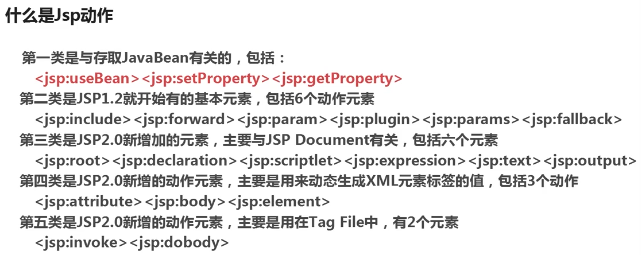 什么是Jsp动作
第一类是与存取JavaBean有关的，包括：
<jsp:useBean><jsp:setProperty><jsp:getProperty>
第二类是JSP1.2就开始有的基本元素，包括6个动作元素
<jsp:include><jsp:forward><jsp:param><jsp:plugin><jsp:params><jsp:fallback>
第三类是JSP2.0新增加的元素，主要与JSP Document有关，包括六个元素
<jsp:root><jsp:declaration><jsp:scriptlet><jsp:expression><jsp:text><jsp:output>
第四类是JSP2.0新增的动作元素，主要是用来动态生成XML元素标签的值，包括3个动作
<jsp:attribute><jsp:body><jsp:element>
第五类是JSP2.0新增的动作元素，主要是用在Tag File中，有2个元素
<jsp:invoke><jsp:dobody>